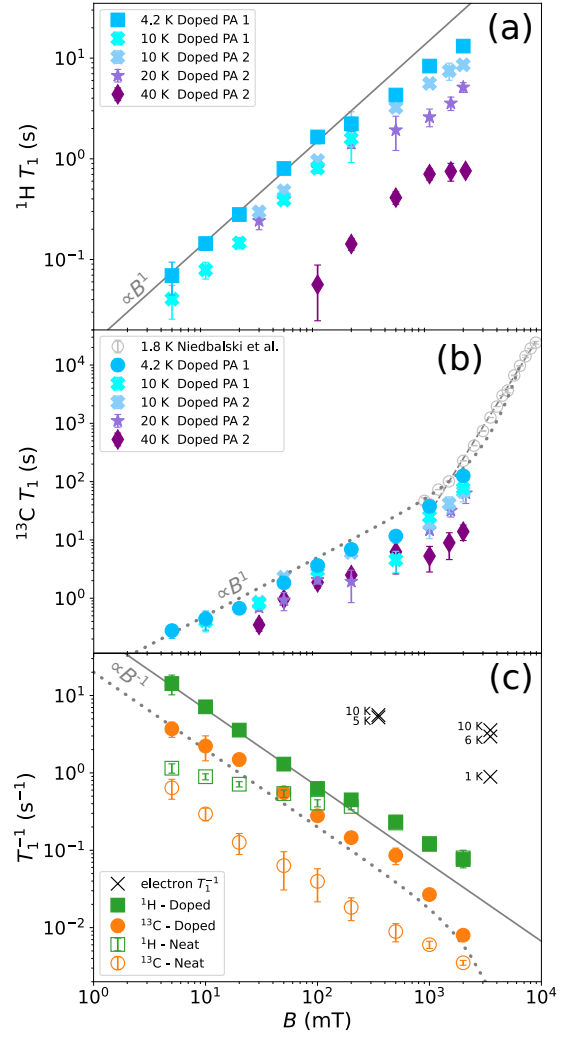 (a)
4.2 K Doped PA 1
10 K Doped PA 1
10 K Doped PA 2
20 K Doped PA 2
40 K Doped PA 2
10¹
10⁰
10⁻¹
¹H T₁ (s)
∝B¹
(b)
1.8 K Niedbalski et al.
4.2 K Doped PA 1
10 K Doped PA 1
10 K Doped PA 2
20 K Doped PA 2
40 K Doped PA 2
10⁴
10³
10²
10¹
10⁰
¹³C T₁ (s)
∝B¹
(c)
∝B⁻¹
10 K
5 K
10 K
6 K
1 K
10¹
10⁰
10⁻¹
10⁻²
T₁⁻¹ (s⁻¹)
electron T₁⁻¹
¹H - Doped
¹³C - Doped
¹H - Neat
¹³C - Neat
10⁰ 10¹ 10² 10³ 10⁴
B (mT)